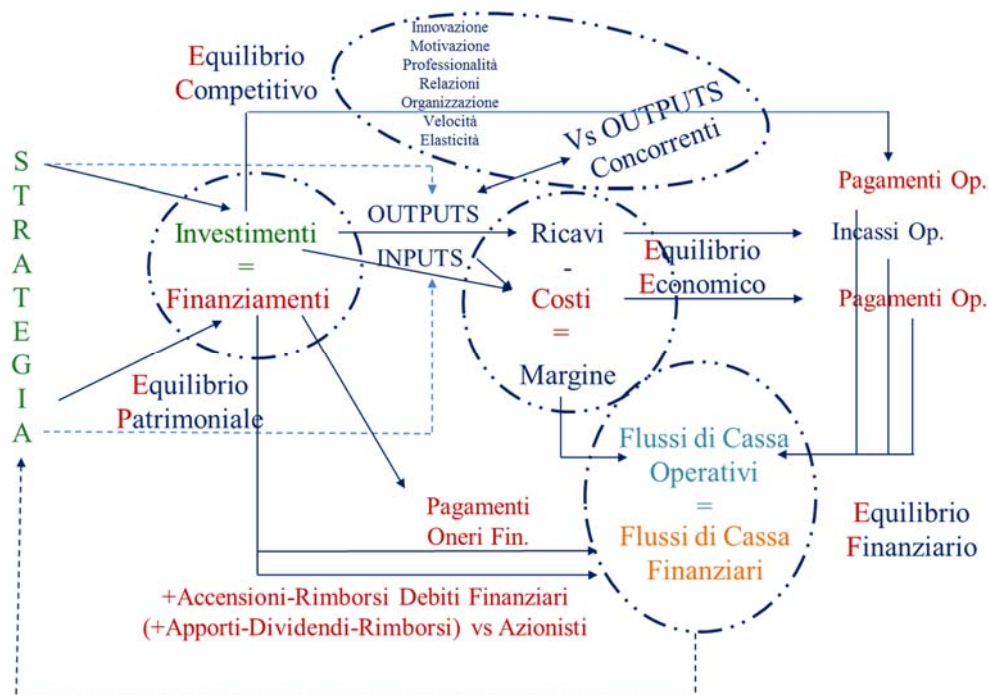 Innovazione
Motivazione
Professionalità
Relazioni
Organizzazione
Velocità
Elasticità
Equilibrio
Competitivo
Vs OUTPUTS
Concorrenti
STRATEGIA
Pagamenti Op.
OUTPUTS
Investimenti
=
Finanziamenti
INPUTS
Ricavi
-
Costi
=
Margine
Equilibrio
Economico
Incassi Op.
Pagamenti Op.
Equilibrio
Patrimoniale
Flussi di Cassa
Operativi
=
Flussi di Cassa
Finanziari
Pagamenti
Oneri Fin.
Equilibrio
Finanziario
+Accensioni-Rimborsi Debiti Finanziari
(+Apporti-Dividendi-Rimborsi) vs Azionisti